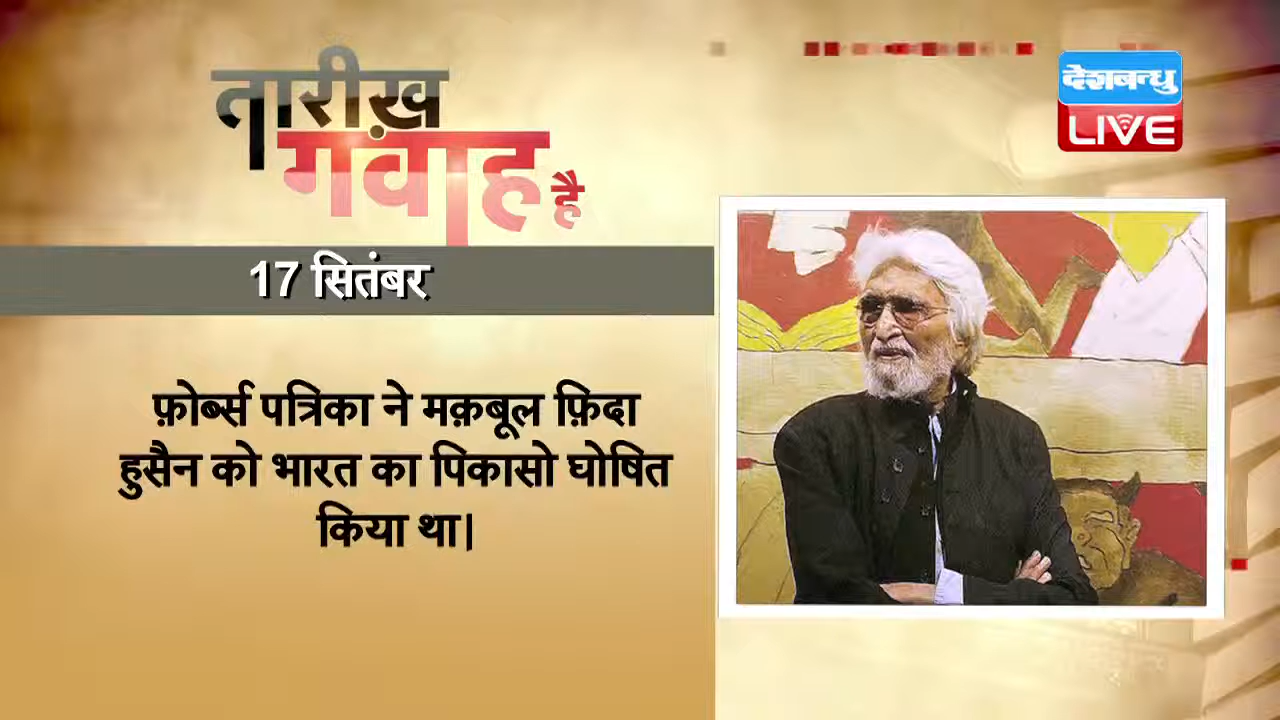 तारीख़
गवाह है
देशबन्धु
LIVE
17 सितंबर
फ़ोर्ब्स पत्रिका ने मक़बूल फ़िदा
हुसैन को भारत का पिकासो घोषित
किया था।